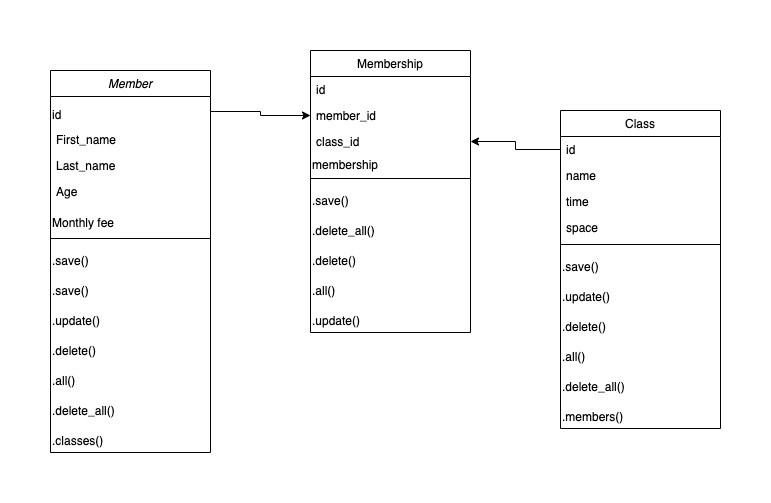 Member
id
First_name
Last_name
Age
Monthly fee
.save()
.save()
.update()
.delete()
.all()
.delete_all()
.classes()
Membership
id
member_id
class_id
membership
.save()
.delete_all()
.delete()
.all()
.update()
Class
id
name
time
space
.save()
.update()
.delete()
.all()
.delete_all()
.members()